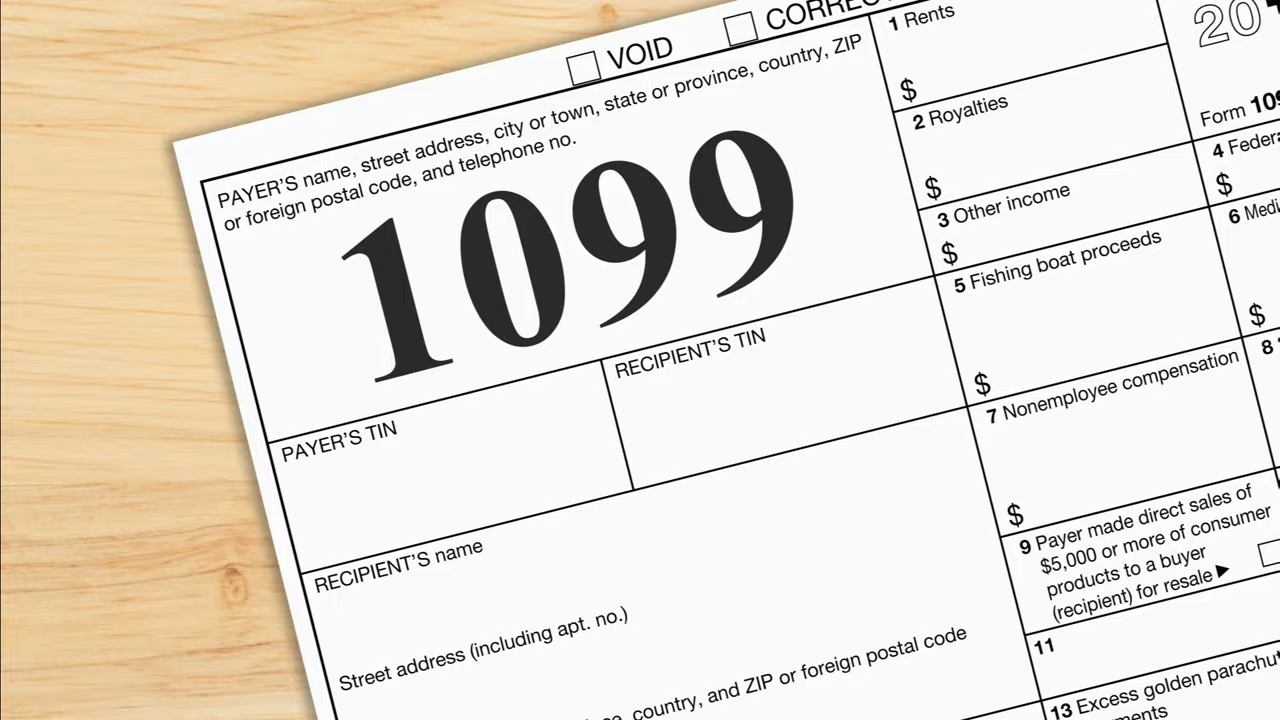 VOID
PAYER'S name, street address, city or town, state or province, country, ZIP
or foreign postal code, and telephone no.
1099
PAYER'S TIN
RECIPIENT'S TIN
RECIPIENT'S name
Street address (including apt. no.)
country, and ZIP or foreign postal code
1 Rents
$
2 Royalties
$
3 Other income
$
5 Fishing boat proceeds
$
7 Nonemployee compensation
$
9 Payer made direct sales of
$5,000 or more of consumer
products to a buyer
(recipient) for resale ▶
11
13 Excess golden
20
Form
4
$
6
$
8